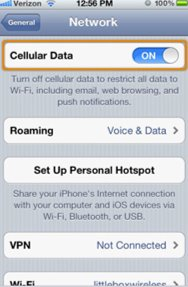 Verizon 12:56 PM 100%
General Network
Cellular Data ON
Turn off cellular data to restrict all data to
Wi-Fi, including email, web browsing, and
push notifications.
Roaming Voice & Data
Set Up Personal Hotspot
Share your iPhone's Internet connection
with your computer and iOS devices via
Wi-Fi, Bluetooth, or USB.
VPN Not Connected
Wi-Fi littleboxwireless